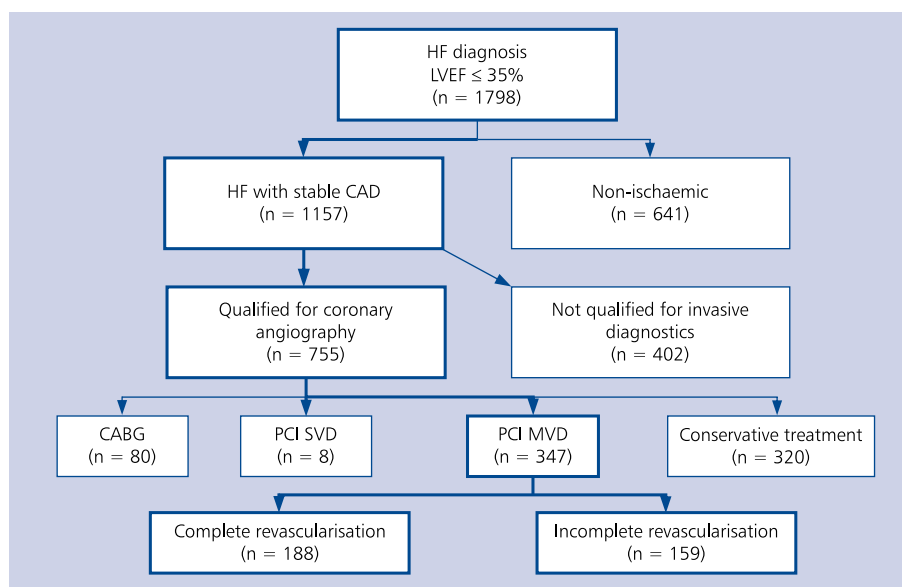 HF diagnosis
LVEF ≤ 35%
(n = 1798)
HF with stable CAD
(n = 1157)
Non-ischaemic
(n = 641)
Qualified for coronary
angiography
(n = 755)
Not qualified for invasive
diagnostics
(n = 402)
CABG
(n = 80)
PCI SVD
(n = 8)
PCI MVD
(n = 347)
Conservative treatment
(n = 320)
Complete revascularisation
(n = 188)
Incomplete revascularisation
(n = 159)